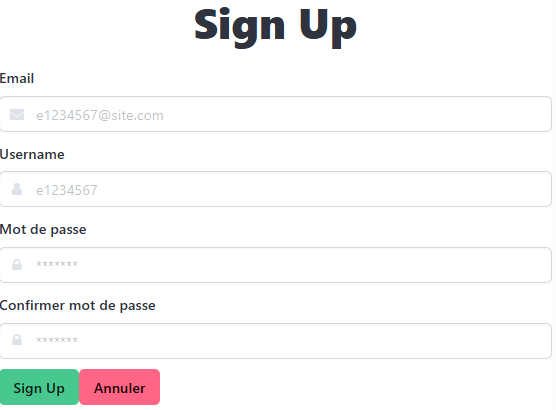 Sign Up
Email
e1234567@site.com
Username
e1234567
Mot de passe
*******
Confirmer mot de passe
*******
Sign Up Annuler